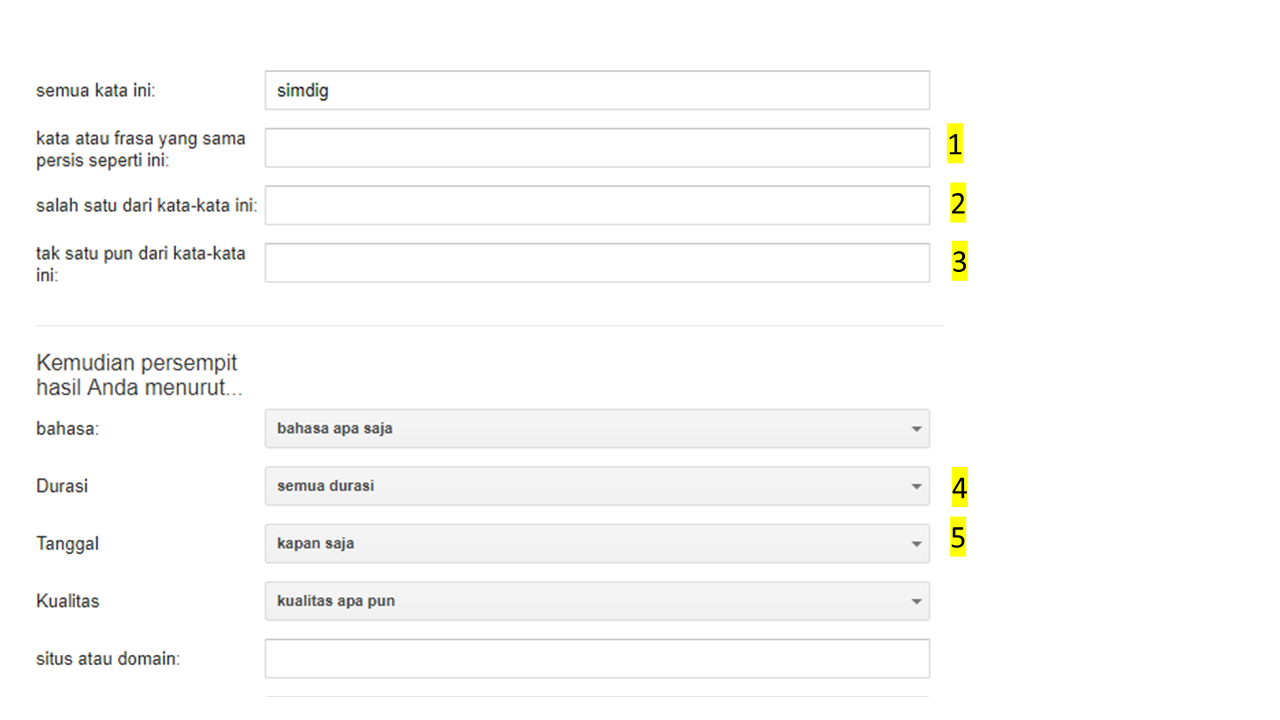 semua kata ini: simdig
kata atau frasa yang sama
persis seperti ini: 1
salah satu dari kata-kata ini: 2
tak satu pun dari kata-kata
ini: 3
Kemudian persempit
hasil Anda menurut...
bahasa: bahasa apa saja
Durasi semua durasi 4
Tanggal kapan saja 5
Kualitas kualitas apa pun
situs atau domain: